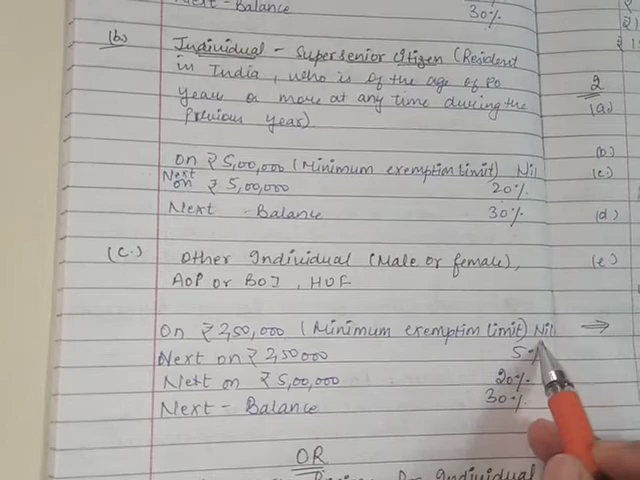 Next - Balance 30%
(b) Individual - Supersenior citizen (Resident
in India, who is of the age of 80
years or more at any time during the
previous year)
On ₹ 5,00,000 (Minimum exemption limit) Nil
Next on ₹ 5,00,000 20%
Next - Balance 30%
(C.) Other Individual (Male or female),
AOP or BOI, HUF
On ₹ 2,50,000 (Minimum exemption limit) Nil ⇒
Next on ₹ 2,50000 5%
Next on ₹ 5,00,000 20%
Next - Balance 30%
OR
for Individual
2
(a)
(b)
(c)
(d)
(e)